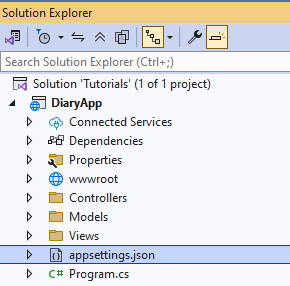 Solution Explorer
Search Solution Explorer (Ctrl+;)
Solution 'Tutorials' (1 of 1 project)
DiaryApp
Connected Services
Dependencies
Properties
wwwroot
Controllers
Models
Views
appsettings.json
C# Program.cs